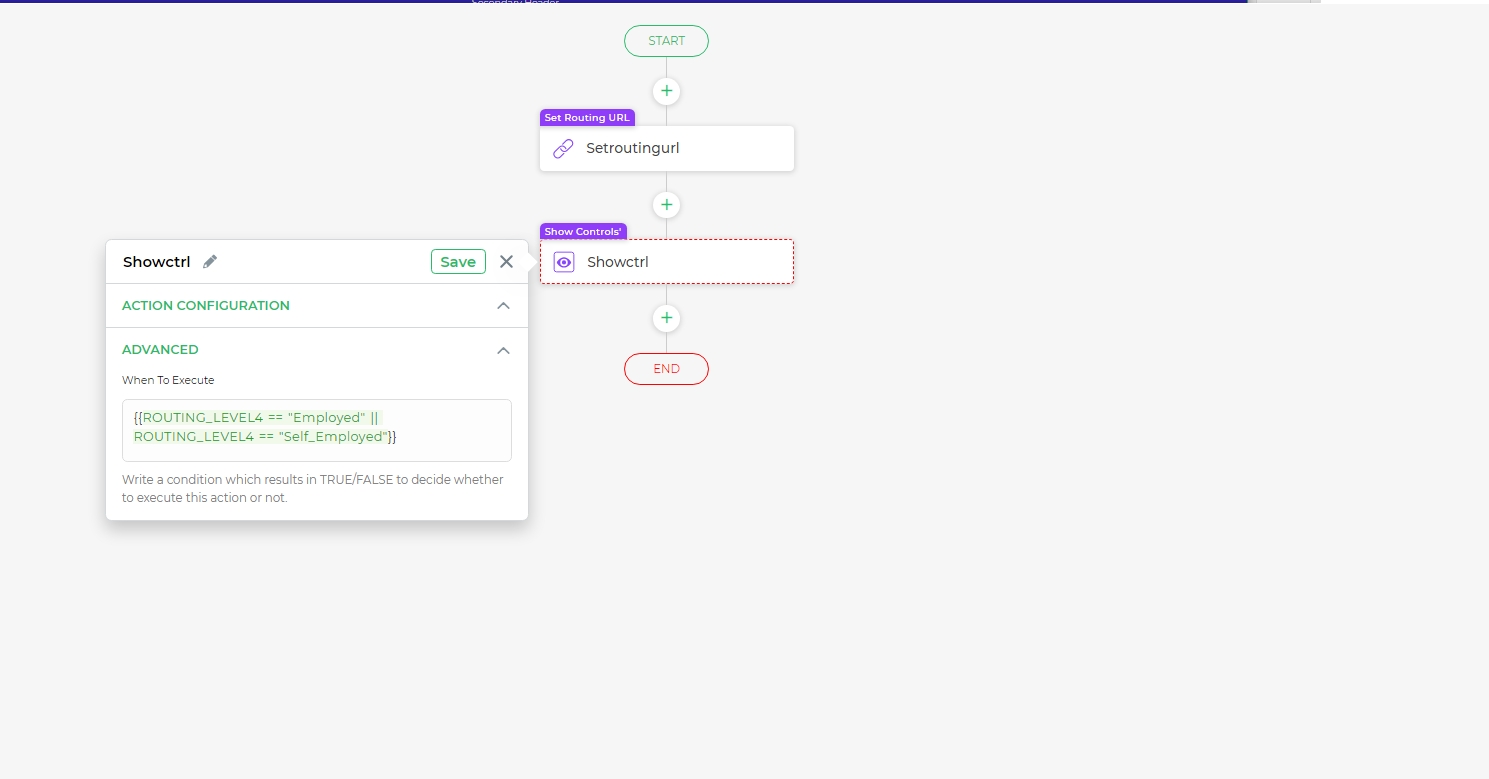 Secondary Header
START
+
Set Routing URL
Setroutingurl
+
Show Controls'
Showctrl
+
END
Showctrl
Save
ACTION CONFIGURATION
ADVANCED
When To Execute
{{ROUTING_LEVEL4 == "Employed" ||
ROUTING_LEVEL4 == "Self_Employed"}}
Write a condition which results in TRUE/FALSE to decide whether
to execute this action or not.